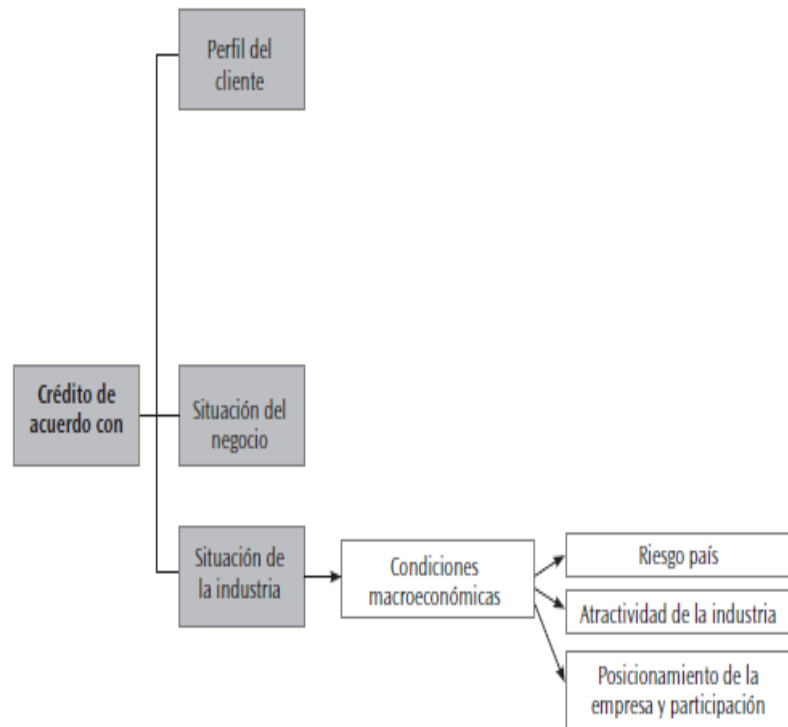 Perfil del
cliente
Crédito de
acuerdo con
Situación del
negocio
Situación de
la industria
Condiciones
macroeconómicas
Riesgo país
Atractividad de la industria
Posicionamiento de la
empresa y participación